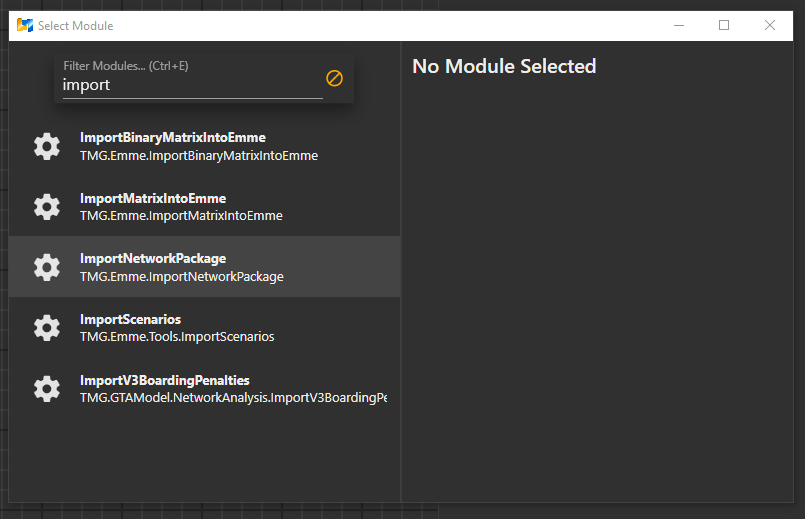 Select Module
Filter Modules... (Ctrl+E)
import
No Module Selected
ImportBinaryMatrixIntoEmme
TMG.Emme.ImportBinaryMatrixIntoEmme
ImportMatrixIntoEmme
TMG.Emme.ImportMatrixIntoEmme
ImportNetworkPackage
TMG.Emme.ImportNetworkPackage
ImportScenarios
TMG.Emme.Tools.ImportScenarios
ImportV3BoardingPenalties
TMG.GTAModel.NetworkAnalysis.ImportV3BoardingPe